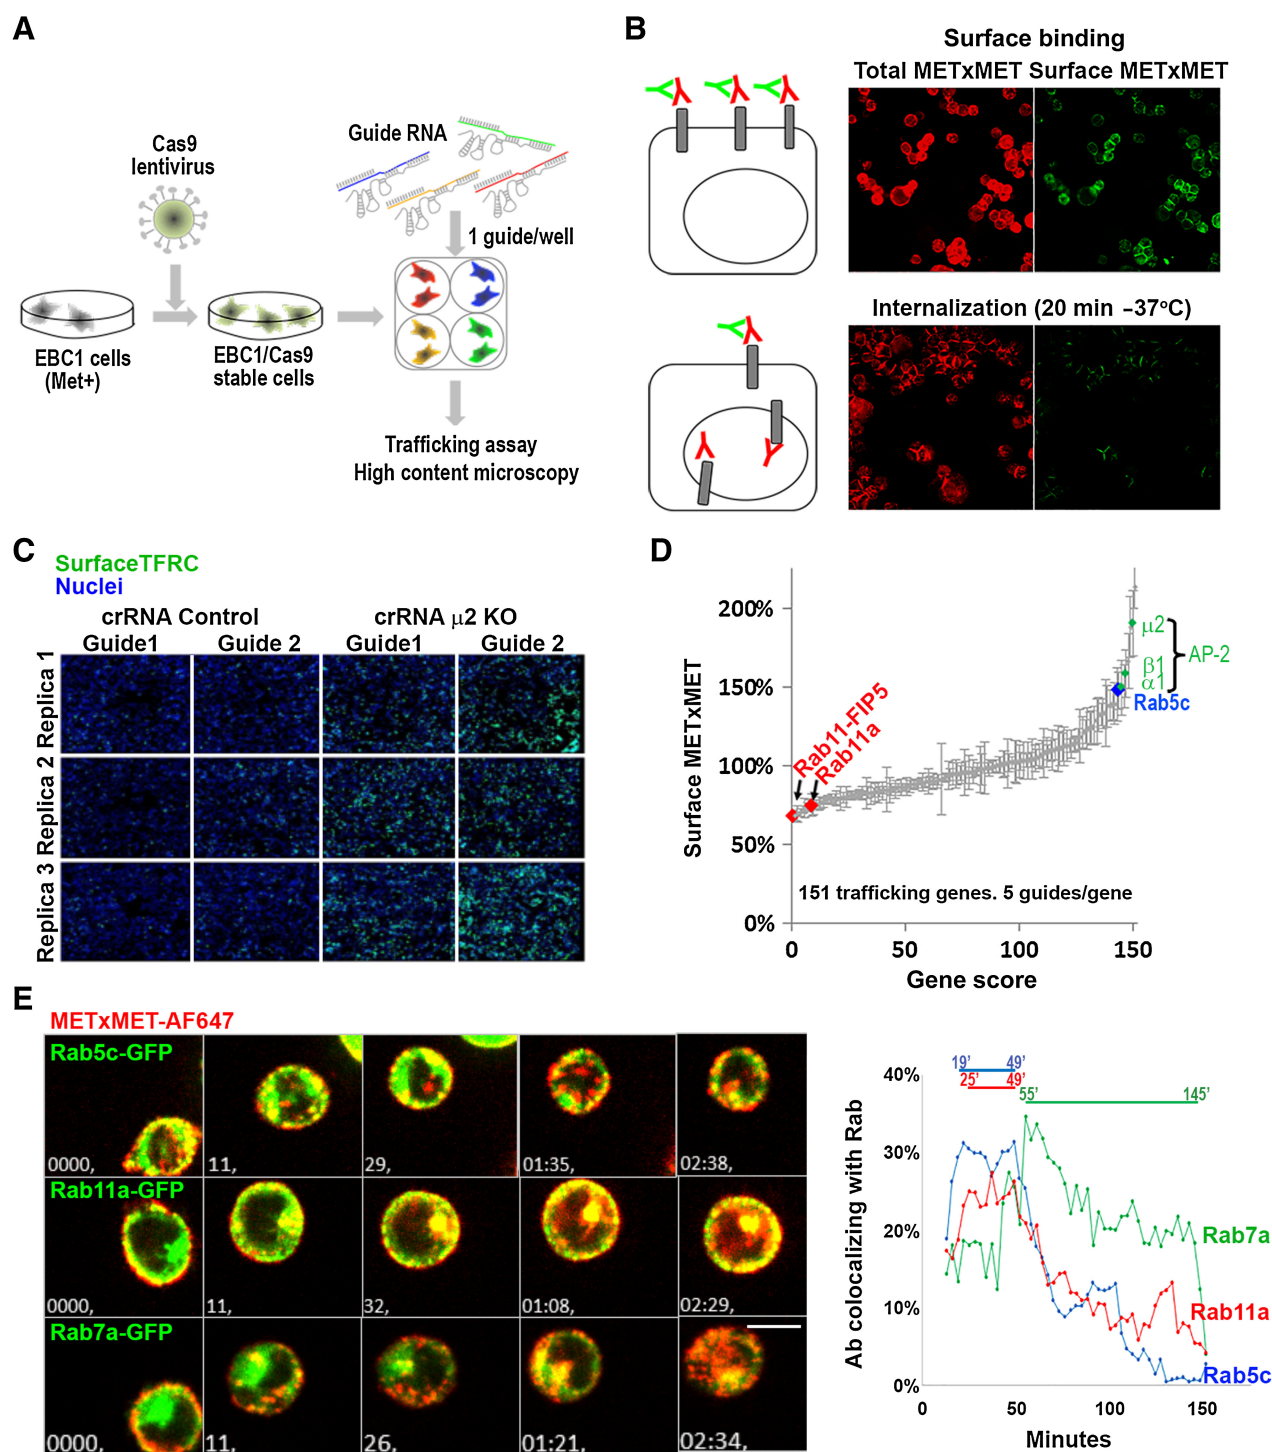 A
Cas9
lentivirus
Guide RNA
1 guide/well
EBC1 cells
(Met+)
EBC1/Cas9
stable cells
Trafficking assay
High content microscopy
B
Surface binding
Total METxMET Surface METxMET
Internalization (20 min –37°C)
C
SurfaceTFRC
Nuclei
crRNA Control
crRNA μ2 KO
Guide1
Guide 2
Guide1
Guide 2
Replica 1
Replica 2
Replica 3
D
Surface METxMET
200%
150%
100%
50%
0%
Rab11-FIP5
Rab11a
μ2
β1
α1
AP-2
Rab5c
151 trafficking genes. 5 guides/gene
0
50
100
150
Gene score
E
METxMET-AF647
Rab5c-GFP
0000,
11,
29,
01:35,
02:38,
Rab11a-GFP
0000,
11,
32,
01:08,
02:29,
Rab7a-GFP
0000,
11,
26,
01:21,
02:34,
Ab colocalizing with Rab
40%
30%
20%
10%
0%
19’
49’
25’
49’
55’
145’
Rab7a
Rab11a
Rab5c
0
50
100
150
Minutes